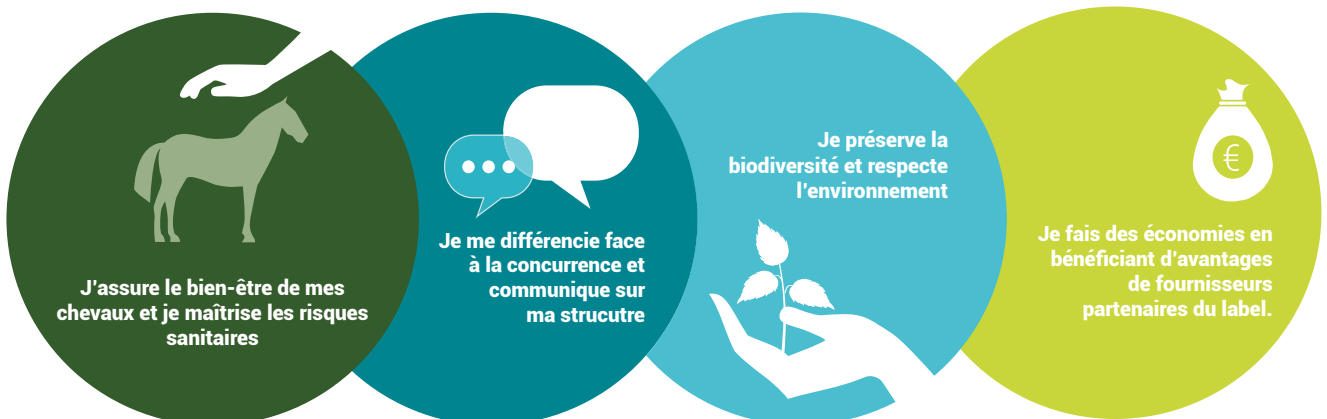 J'assure le bien-être de mes
chevaux et je maîtrise les risques
sanitaires
Je me différencie face
à la concurrence et
communique sur
ma strucutre
Je préserve la
biodiversité et respecte
l'environnement
€
Je fais des économies en
bénéficiant d'avantages
de fournisseurs
partenaires du label.